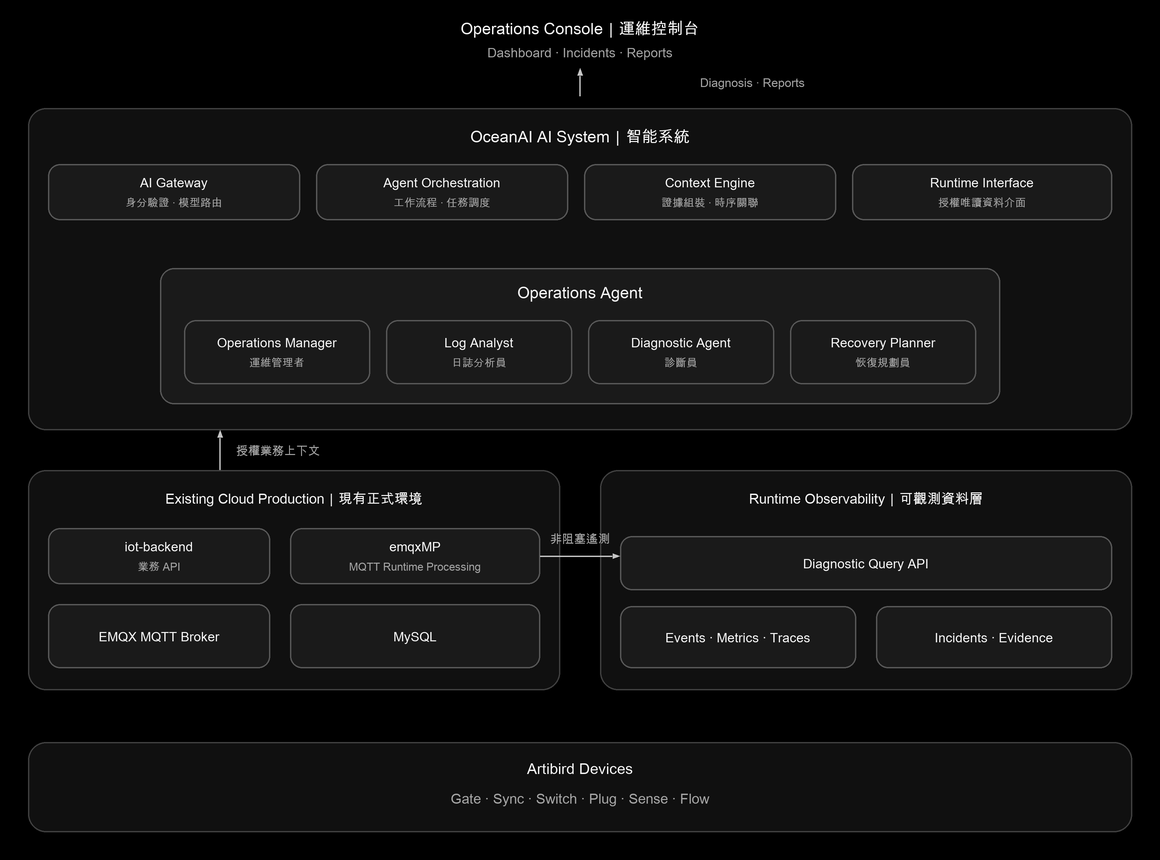 Operations Console | 運維控制台
Dashboard · Incidents · Reports
Diagnosis · Reports
OceanAI AI System | 智能系統
AI Gateway
身分驗證 · 模型路由
Agent Orchestration
工作流程 · 任務調度
Context Engine
證據組裝 · 時序關聯
Runtime Interface
授權唯讀資料介面
Operations Agent
Operations Manager
運維管理者
Log Analyst
日誌分析員
Diagnostic Agent
診斷員
Recovery Planner
恢復規劃員
授權業務上下文
Existing Cloud Production | 現有正式環境
iot-backend
業務 API
emqxMP
MQTT Runtime Processing
EMQX MQTT Broker
MySQL
非阻塞遙測
Runtime Observability | 可觀測資料層
Diagnostic Query API
Events · Metrics · Traces
Incidents · Evidence
Artibird Devices
Gate · Sync · Switch · Plug · Sense · Flow